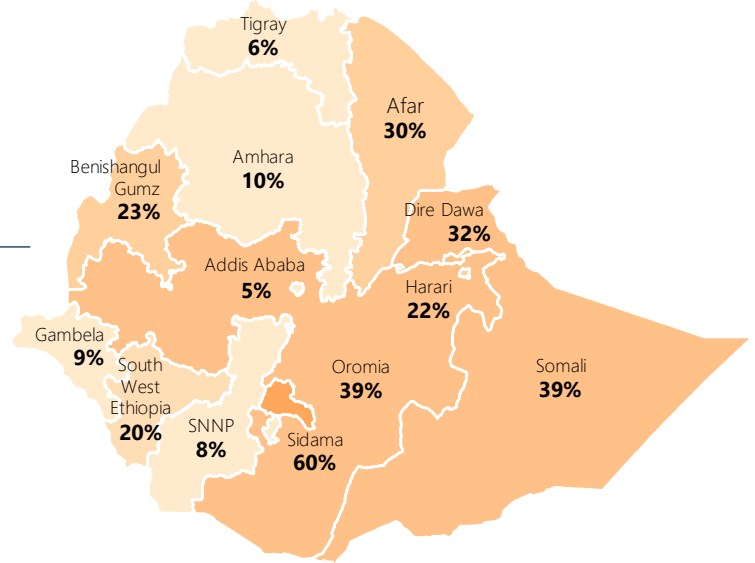 Tigray
6%
Afar
30%
Amhara
10%
Benishangul
Gumz
23%
Dire Dawa
32%
Addis Ababa
5%
Harari
22%
Gambela
9%
South
West
Ethiopia
20%
Oromia
39%
Somali
39%
SNNP
8%
Sidama
60%